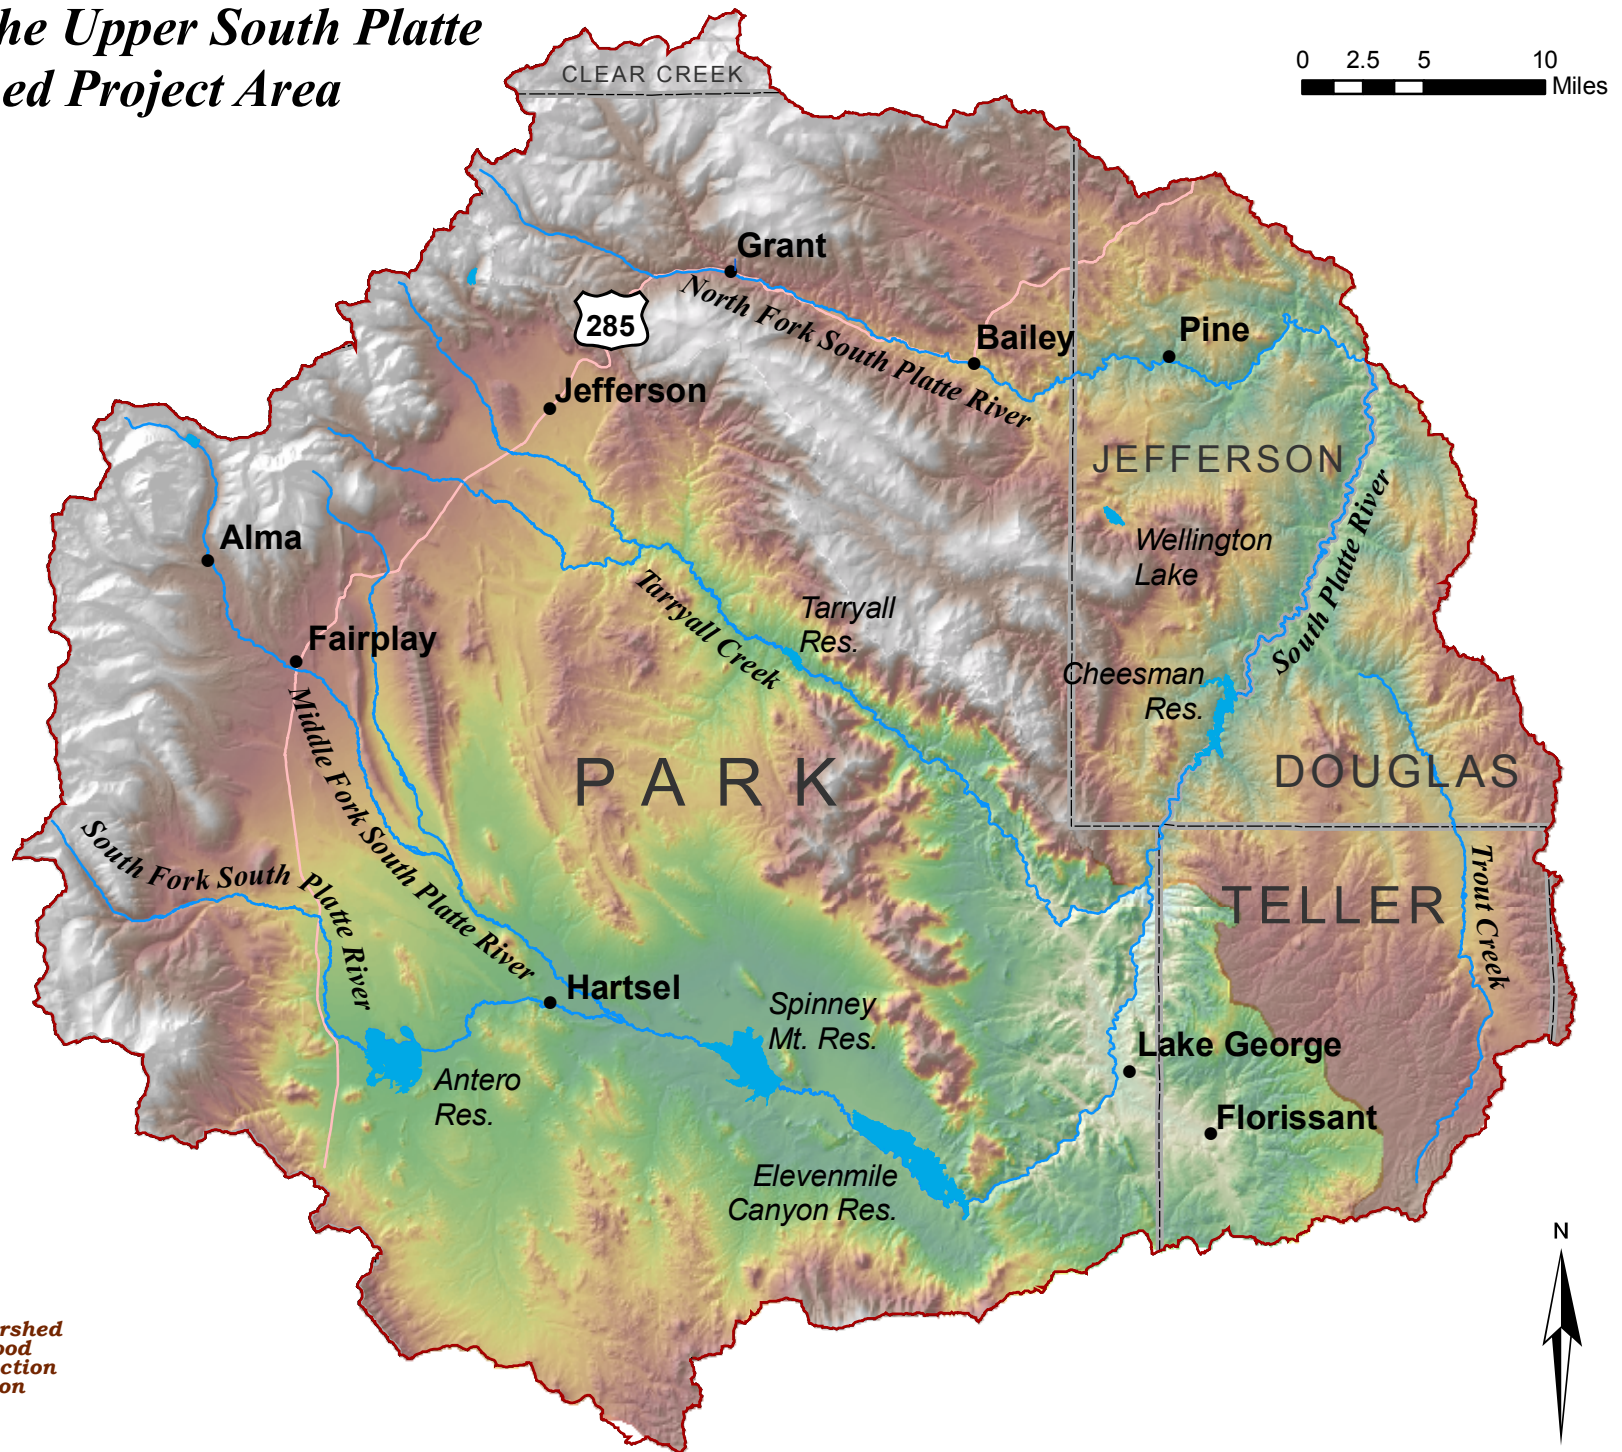 he Upper South Platte
ed Project Area
0 2.5 5 10
Miles
CLEAR CREEK
Grant
285
North Fork South Platte River
Bailey
Pine
Jefferson
JEFFERSON
Alma
Wellington
Lake
South Platte River
Tarryall
Res.
Tarryall Creek
Fairplay
Cheesman
Res.
Middle Fork South Platte River
PARK
DOUGLAS
South Fork South Platte River
TELLER
Trout Creek
Hartsel
Spinney
Mt. Res.
Lake George
Antero
Res.
Florissant
Elevenmile
Canyon Res.
N
rshed
ood
ction
on